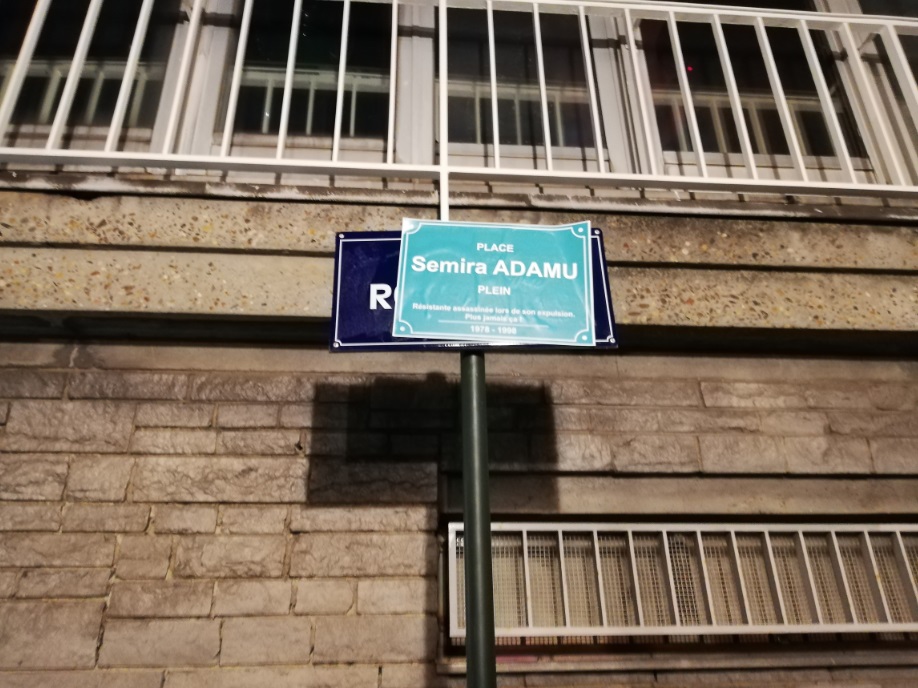 PLACE
Semira ADAMU
PLEIN
Résistante assassinée lors de son expulsion.
Plus jamais ça !
1978 - 1998
R